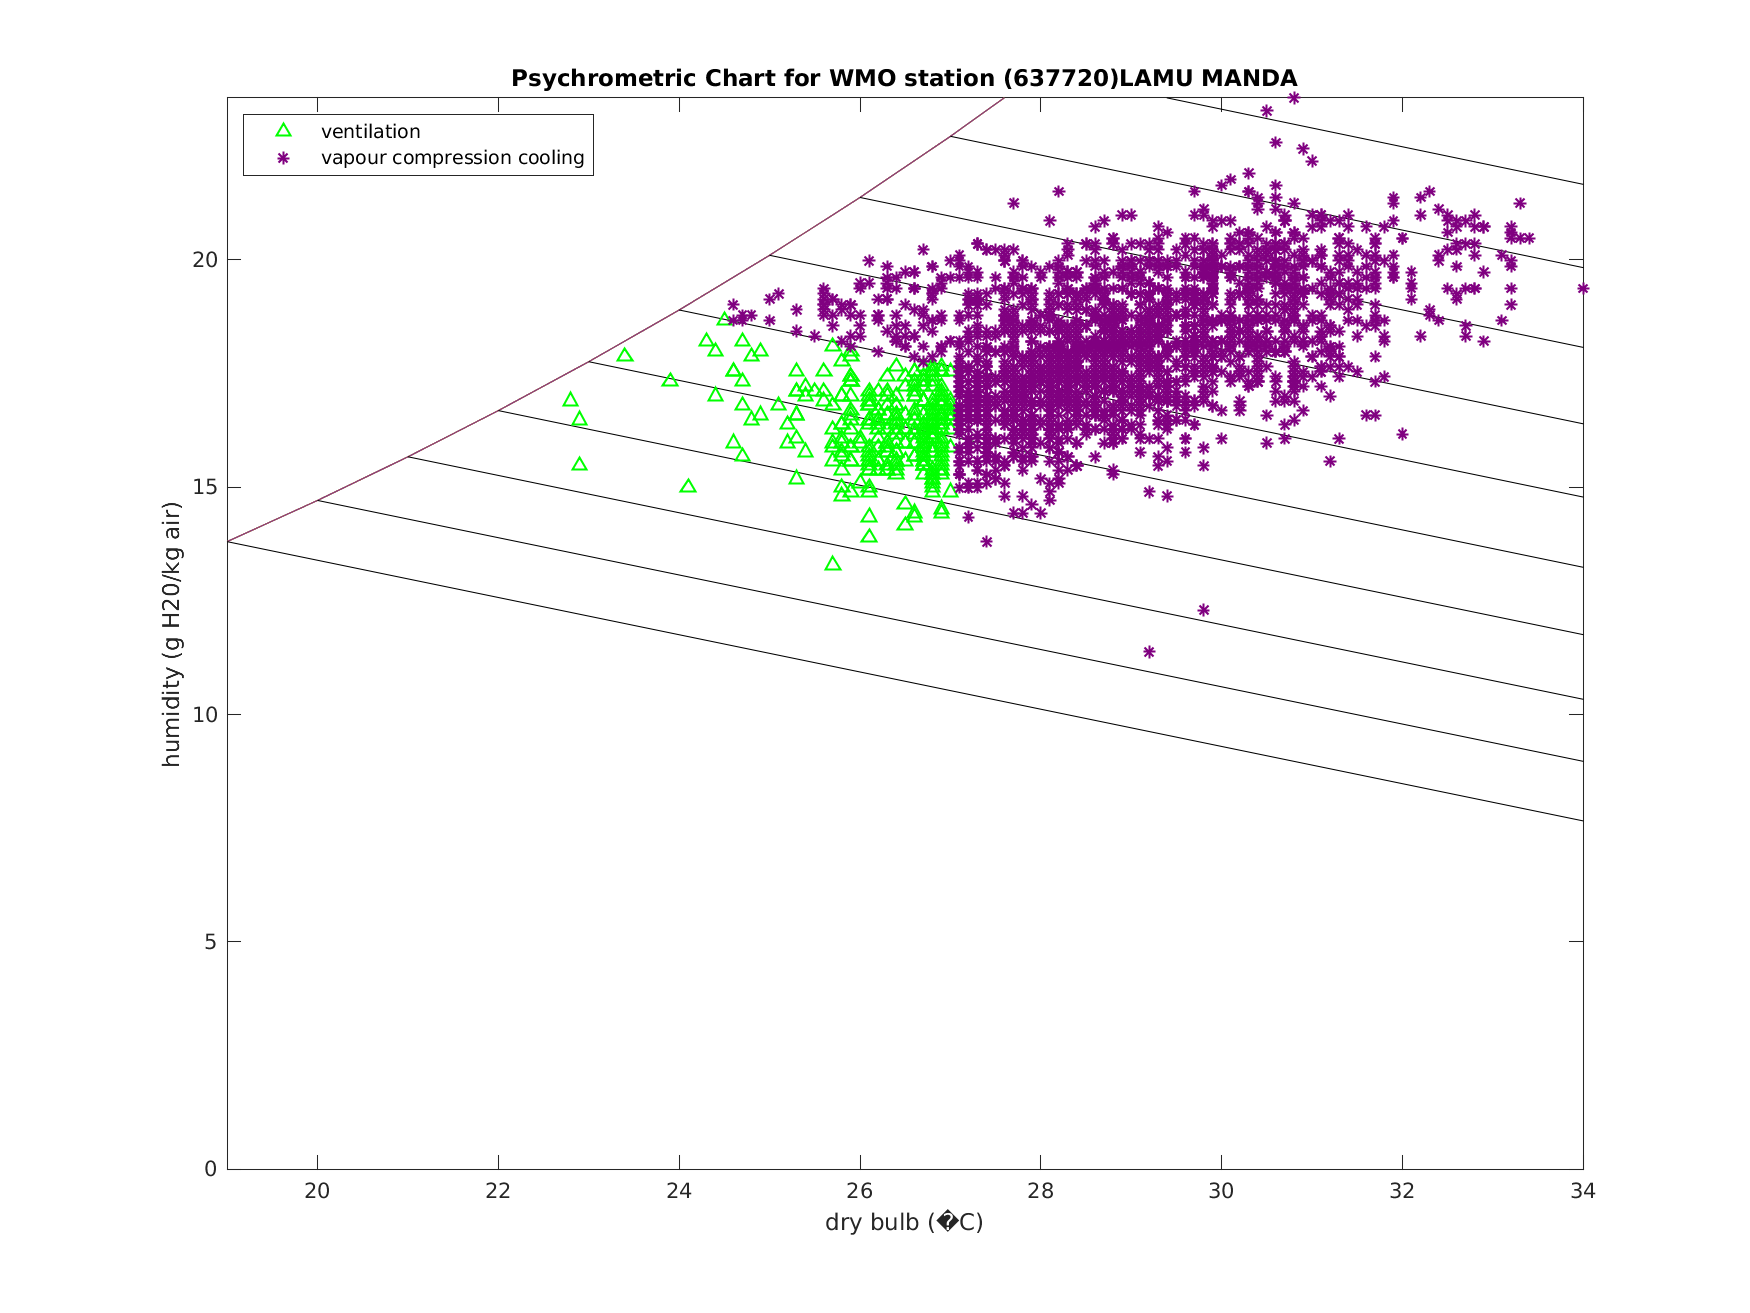 Psychrometric Chart for WMO station (637720)LAMU MANDA
ventilation
vapour compression cooling
humidity (g H20/kg air)
20
15
10
5
0
20 22 24 26 28 30 32 34
dry bulb (�C)